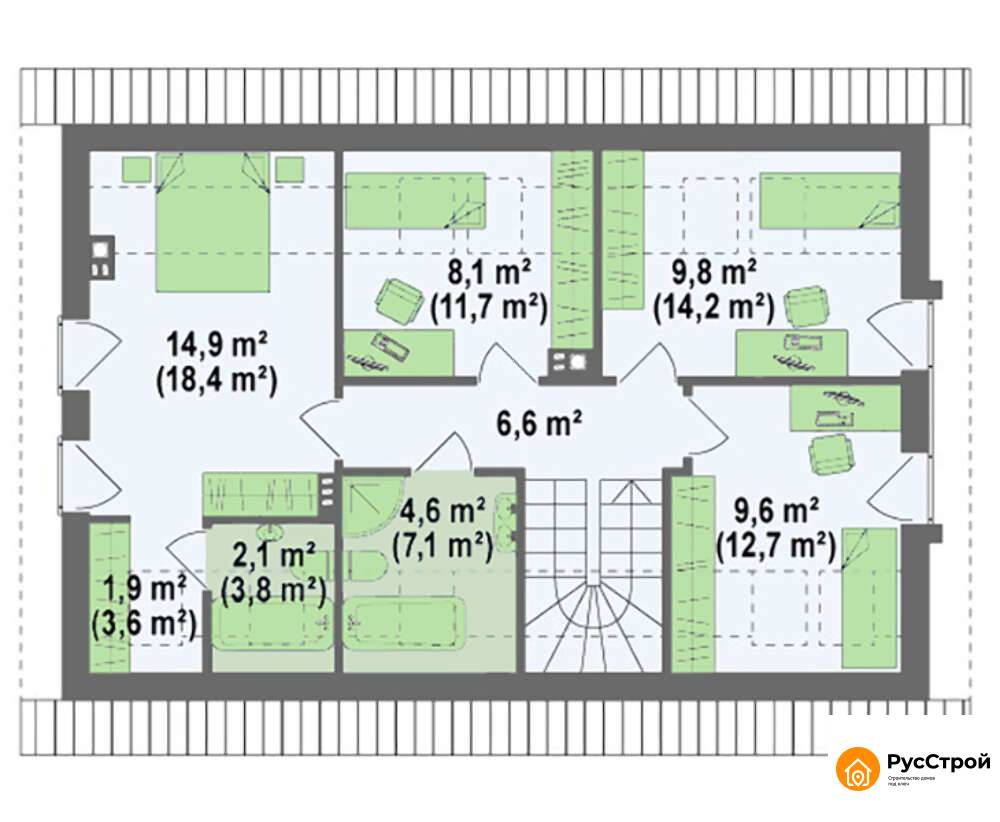 8,1 m²
(11,7 m²)
9,8 m²
(14,2 m²)
14,9 m²
(18,4 m²)
6,6 m²
4,6 m²
(7,1 m²)
9,6 m²
(12,7 m²)
2,1 m²
(3,8 m²)
1,9 m²
(3,6 m²)
РусСтрой
Строительство домов
под ключ